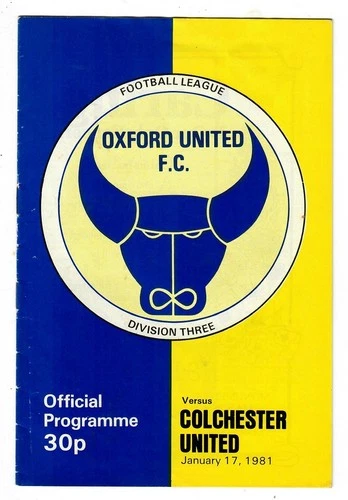 FOOTBALL LEAGUE
OXFORD UNITED
F.C.
DIVISION THREE
Official
Programme
30p
Versus
COLCHESTER
UNITED
January 17, 1981